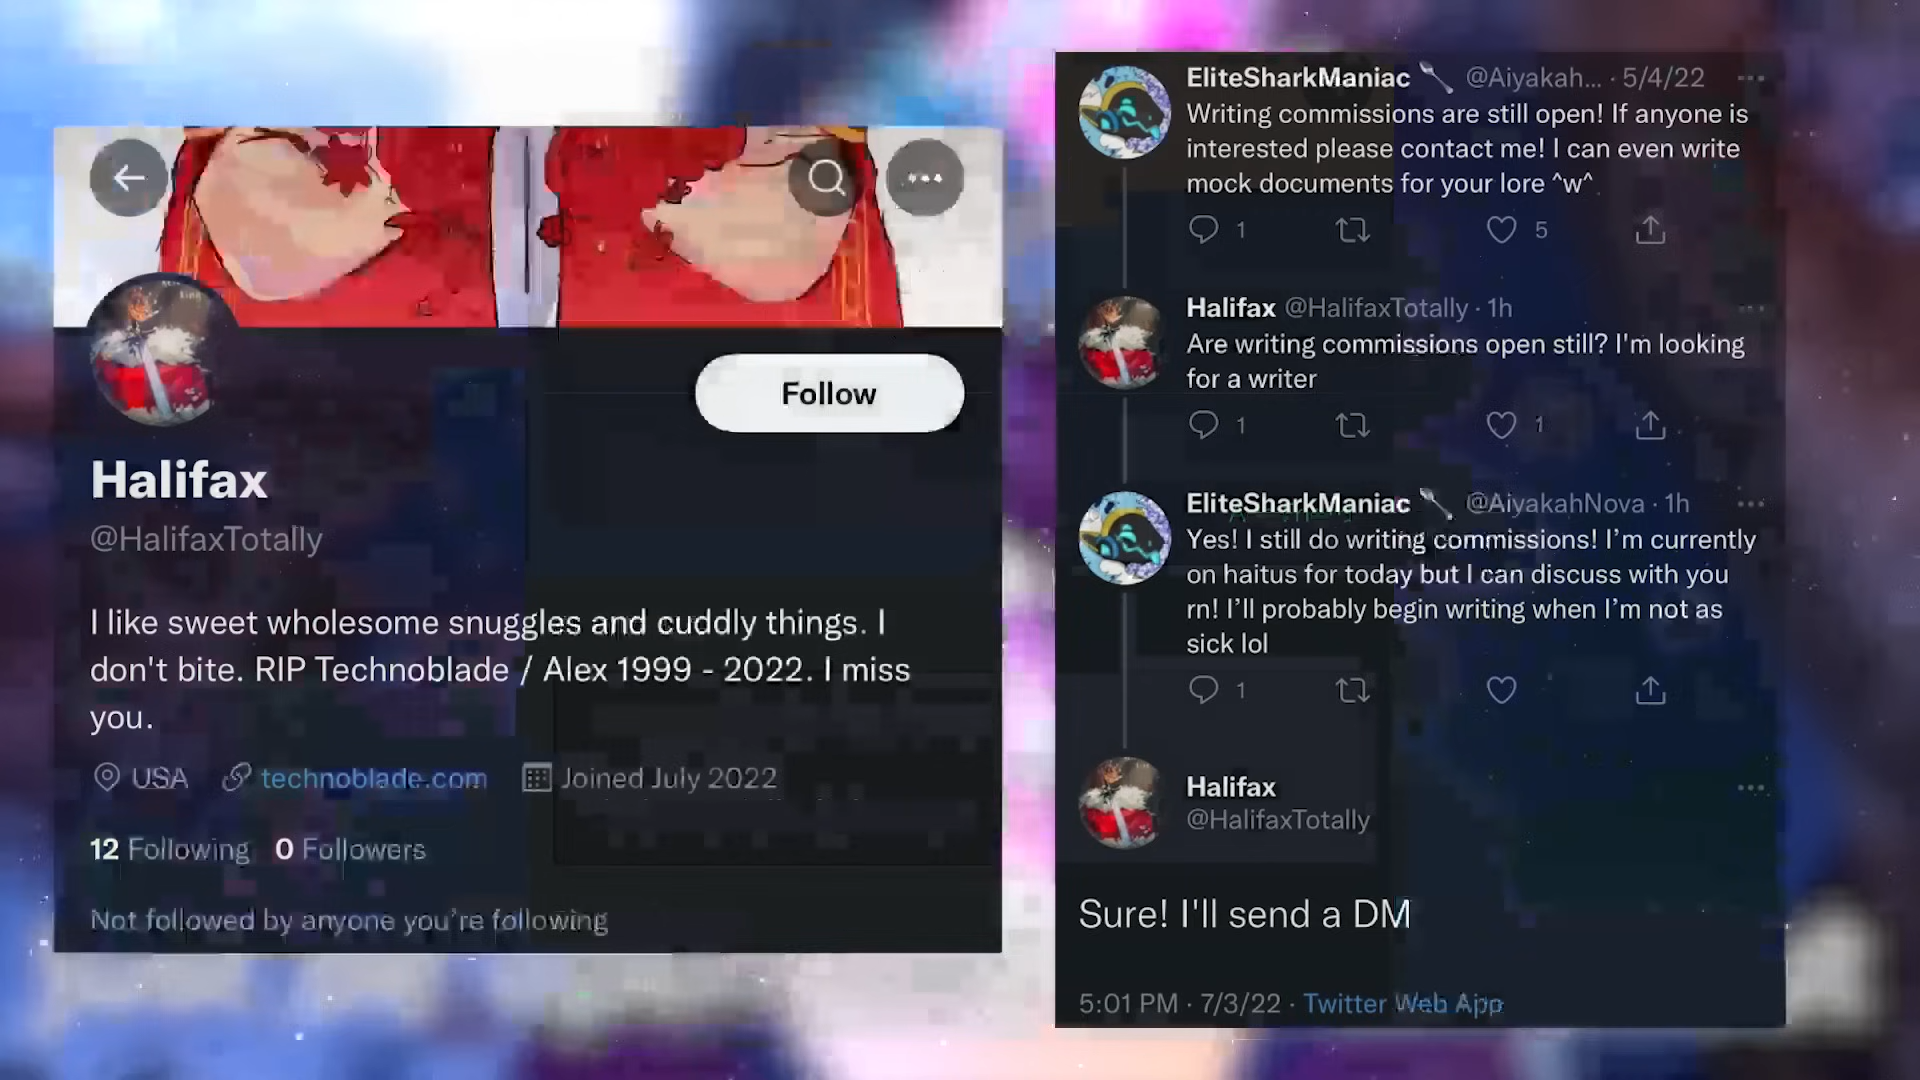 Follow
Halifax
@HalifaxTotally
I like sweet wholesome snuggles and cuddly things. I
don't bite. RIP Technoblade / Alex 1999 - 2022. I miss
you.
USA technoblade.com Joined July 2022
12 Following 0 Followers
Not followed by anyone you're following
EliteSharkManiac @Aiyakah... · 5/4/22
Writing commissions are still open! If anyone is
interested please contact me! I can even write
mock documents for your lore ^w^
1 5
Halifax @HalifaxTotally · 1h
Are writing commissions open still? I'm looking
for a writer
1 1
EliteSharkManiac @AiyakahNova · 1h
Yes! I still do writing commissions! I'm currently
on haitus for today but I can discuss with you
rn! I'll probably begin writing when I'm not as
sick lol
1
Halifax
@HalifaxTotally
Sure! I'll send a DM
5:01 PM · 7/3/22 · Twitter Web App